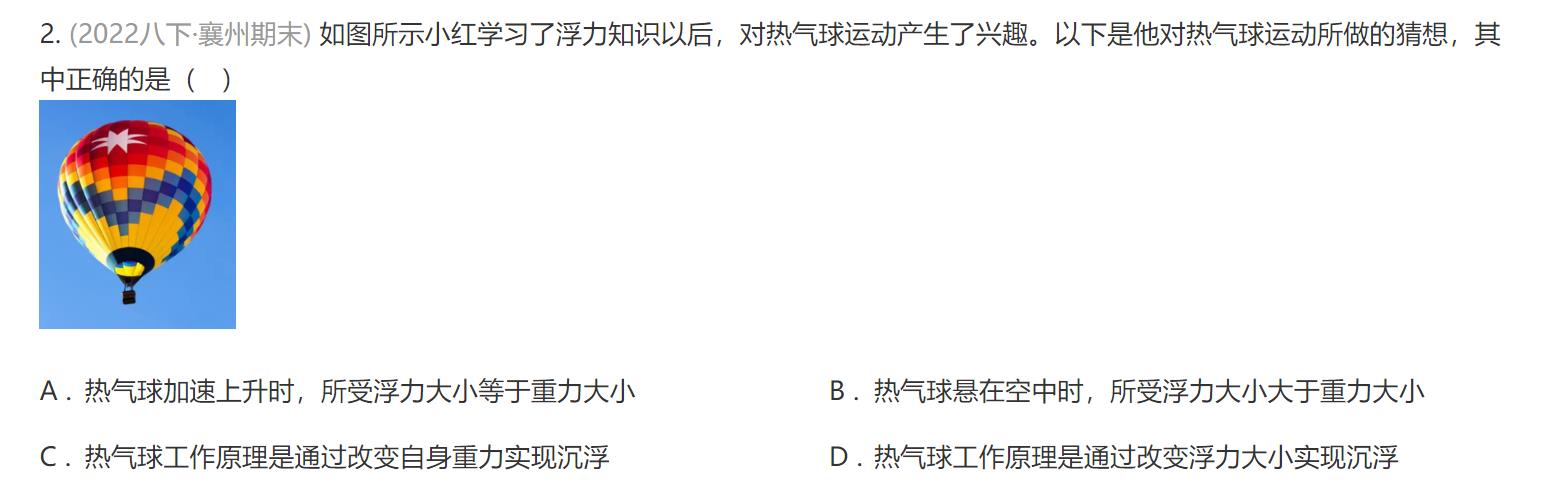 2. (2022八下·襄州期末) 如图所示小红学习了浮力知识以后，对热气球运动产生了兴趣。以下是他对热气球运动所做的猜想，其
中正确的是（　）
A．热气球加速上升时，所受浮力大小等于重力大小
B．热气球悬在空中时，所受浮力大小大于重力大小
C．热气球工作原理是通过改变自身重力实现沉浮
D．热气球工作原理是通过改变浮力大小实现沉浮